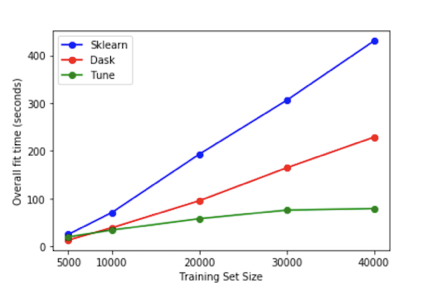 Sklearn
Dask
Tune
Overall fit time (seconds)
400
300
200
100
0
5000 10000 20000 30000 40000
Training Set Size